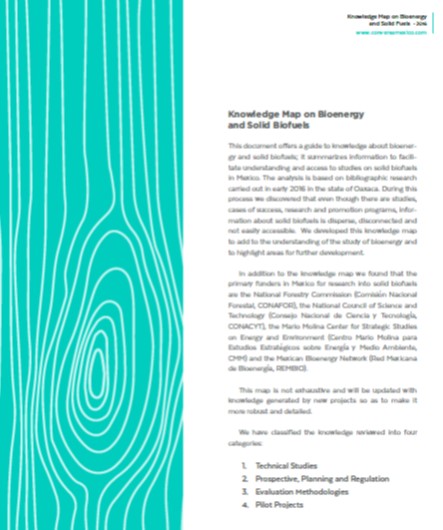 Knowledge Map on Bioenergy
and Solid Fuels - 2016
Knowledge Map on Bioenergy
and Solid Biofuels
This document offers a guide to knowledge about bioener-
gy and solid biofuels; it summarizes information to facili-
tate understanding and access to studies on solid biofuels
in Mexico. The analysis is based on bibliographic research
carried out in early 2016 in the state of Oaxaca. During this
process we discovered that even though there are studies,
cases of success, research and promotion programs, infor-
mation about solid biofuels is disperse, disconnected and
not easily accessible. We developed this knowledge map
to add to the understanding of the study of bioenergy and
to highlight areas for further development.
In addition to the knowledge map we found that the
primary funders in Mexico for research into solid biofuels
are the National Forestry Commission (Comisión Nacional
Forestal, CONAFOR), the National Council of Science and
Technology (Consejo Nacional de Ciencia y Tecnología,
CONACYT), the Mario Molina Center for Strategic Studies
on Energy and Environment (Centro Mario Molina para
Estudios Estratégicos sobre Energía y Medio Ambiente,
CMM) and the Mexican Bioenergy Network (Red Mexicana
de Bioenergía, REMBIO).
This map is not exhaustive and will be updated with
knowledge generated by new projects so as to make it
more robust and detailed.
We have classified the knowledge reviewed into four
categories:
1. Technical Studies
2. Prospective, Planning and Regulation
3. Evaluation Methodologies
4. Pilot Projects